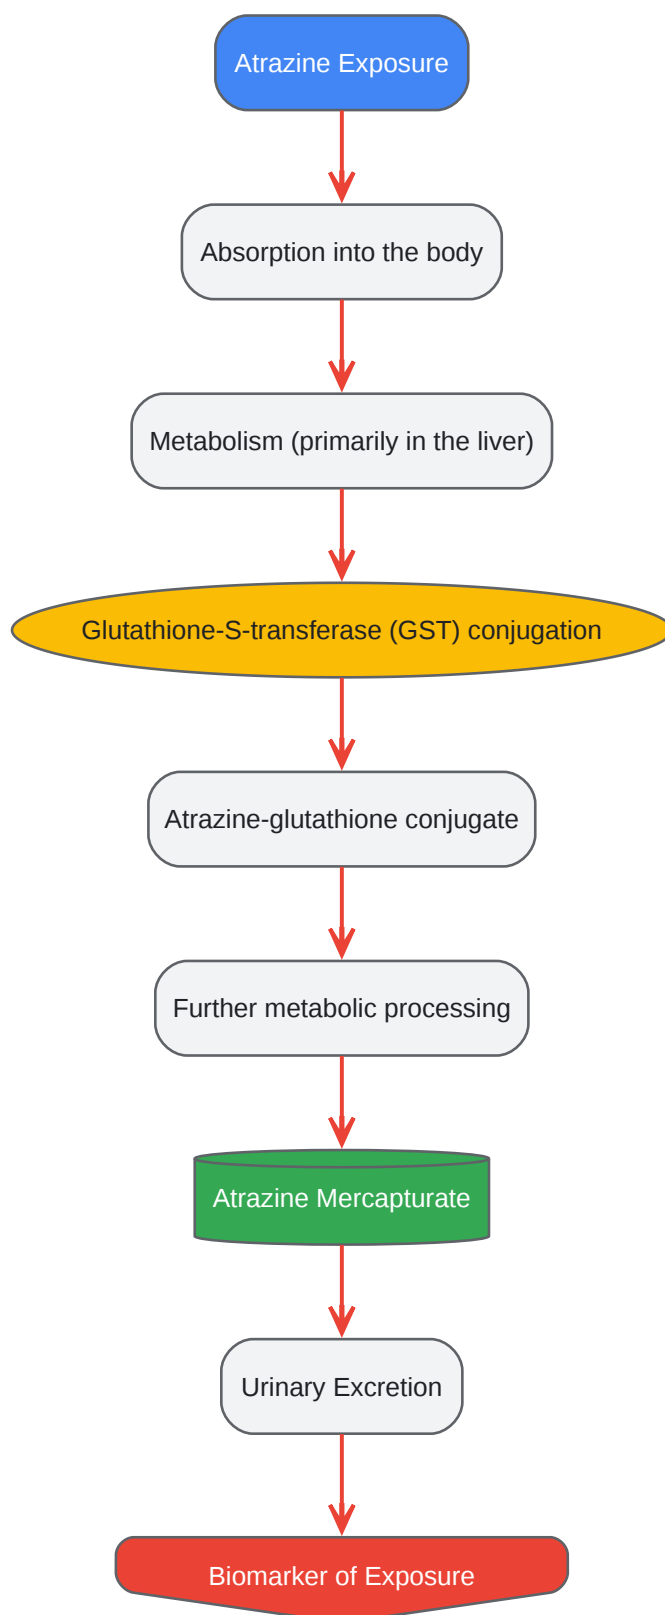 Atrazine Exposure
Absorption into the body
Metabolism (primarily in the liver)
Glutathione-S-transferase (GST) conjugation
Atrazine-glutathione conjugate
Further metabolic processing
Atrazine Mercapturate
Urinary Excretion
Biomarker of Exposure